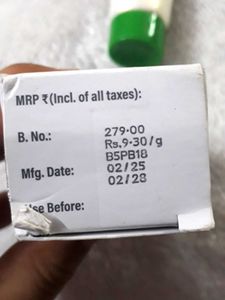 MRP ₹ (Incl. of all taxes):
279.00
Rs.9.30/g
B. No.:
B5PB18
Mfg. Date:
02/25
02/28
Use Before: